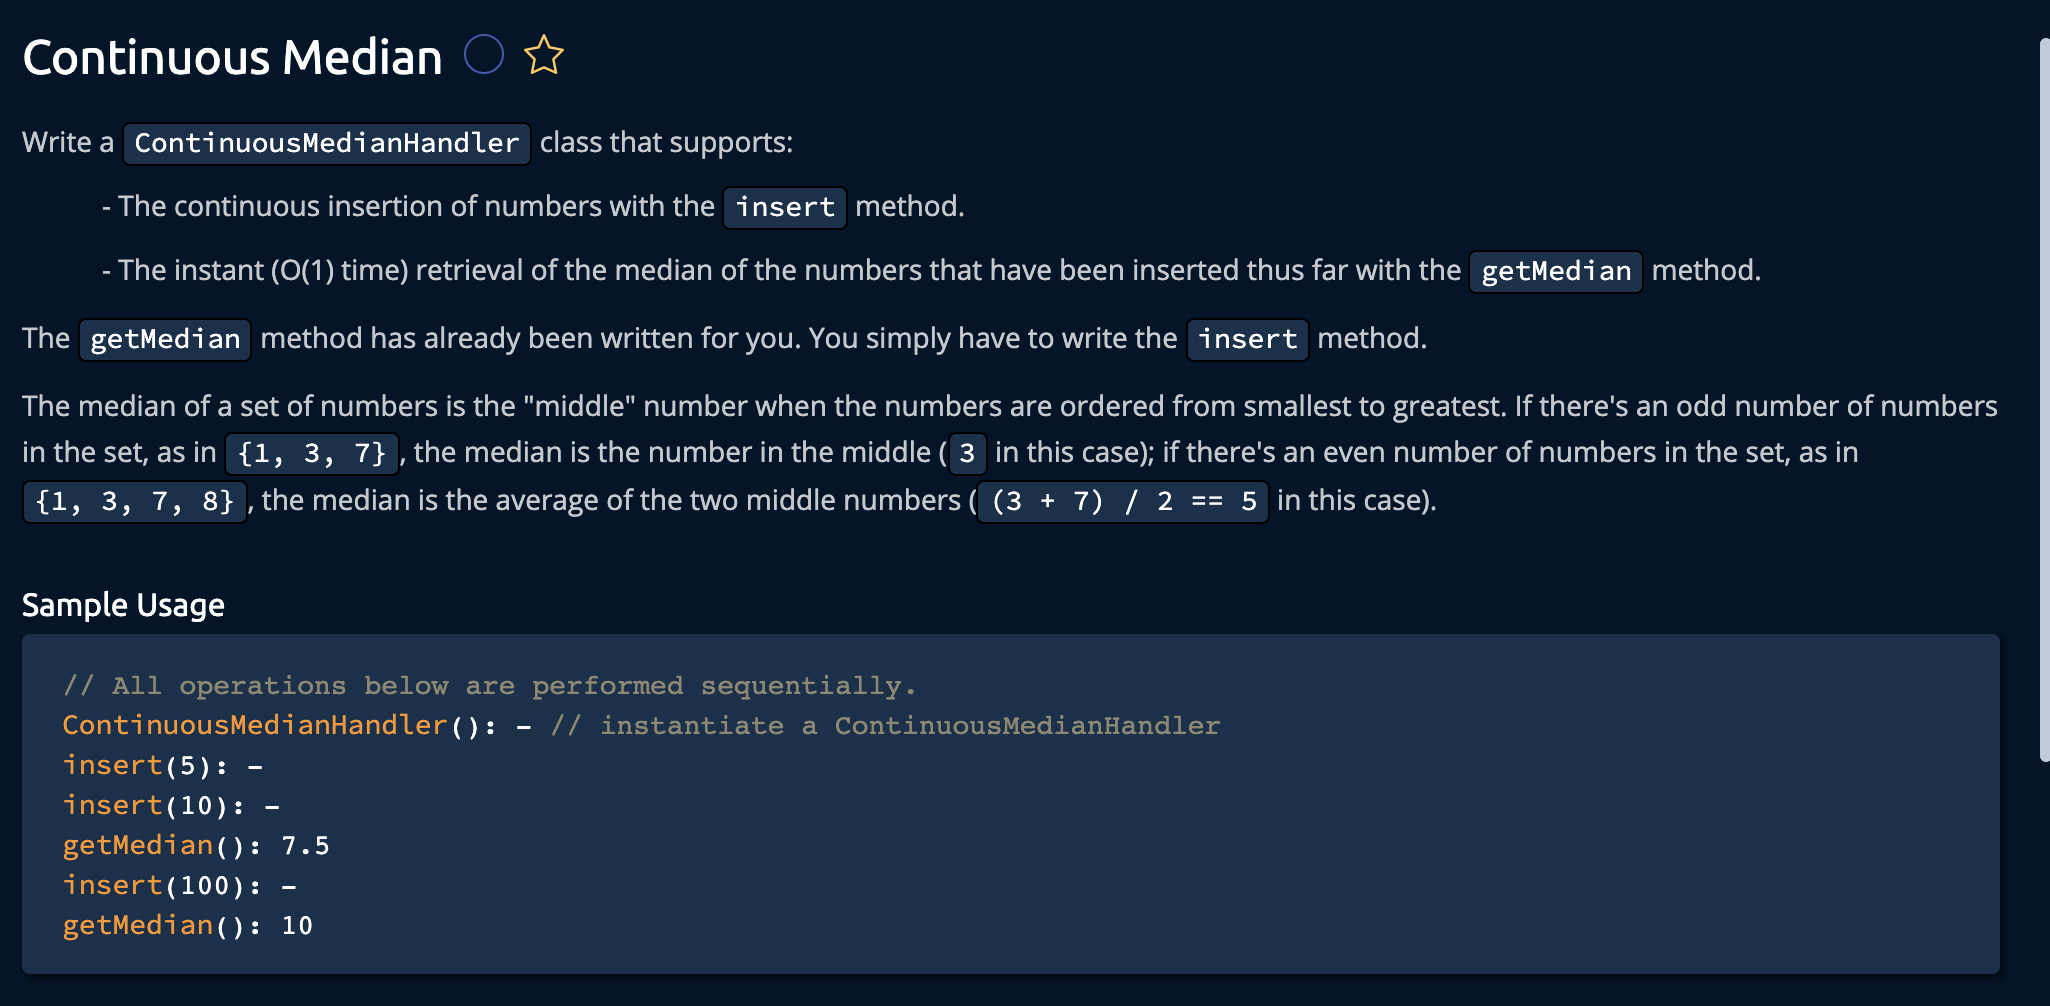 Continuous Median
Write a ContinuousMedianHandler class that supports:
- The continuous insertion of numbers with the insert method.
- The instant (O(1) time) retrieval of the median of the numbers that have been inserted thus far with the getMedian method.
The getMedian method has already been written for you. You simply have to write the insert method.
The median of a set of numbers is the "middle" number when the numbers are ordered from smallest to greatest. If there's an odd number of numbers
in the set, as in {1, 3, 7}, the median is the number in the middle (3 in this case); if there's an even number of numbers in the set, as in
{1, 3, 7, 8}, the median is the average of the two middle numbers ((3 + 7) / 2 == 5 in this case).
Sample Usage
// All operations below are performed sequentially.
ContinuousMedianHandler(): - // instantiate a ContinuousMedianHandler
insert(5): -
insert(10): -
getMedian(): 7.5
insert(100): -
getMedian(): 10